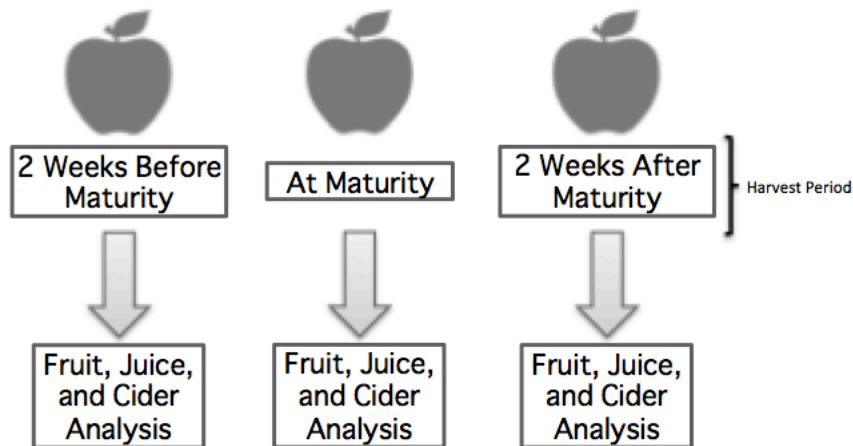 2 Weeks Before
Maturity
At Maturity
2 Weeks After
Maturity
Harvest Period
Fruit, Juice,
and Cider
Analysis
Fruit, Juice,
and Cider
Analysis
Fruit, Juice,
and Cider
Analysis